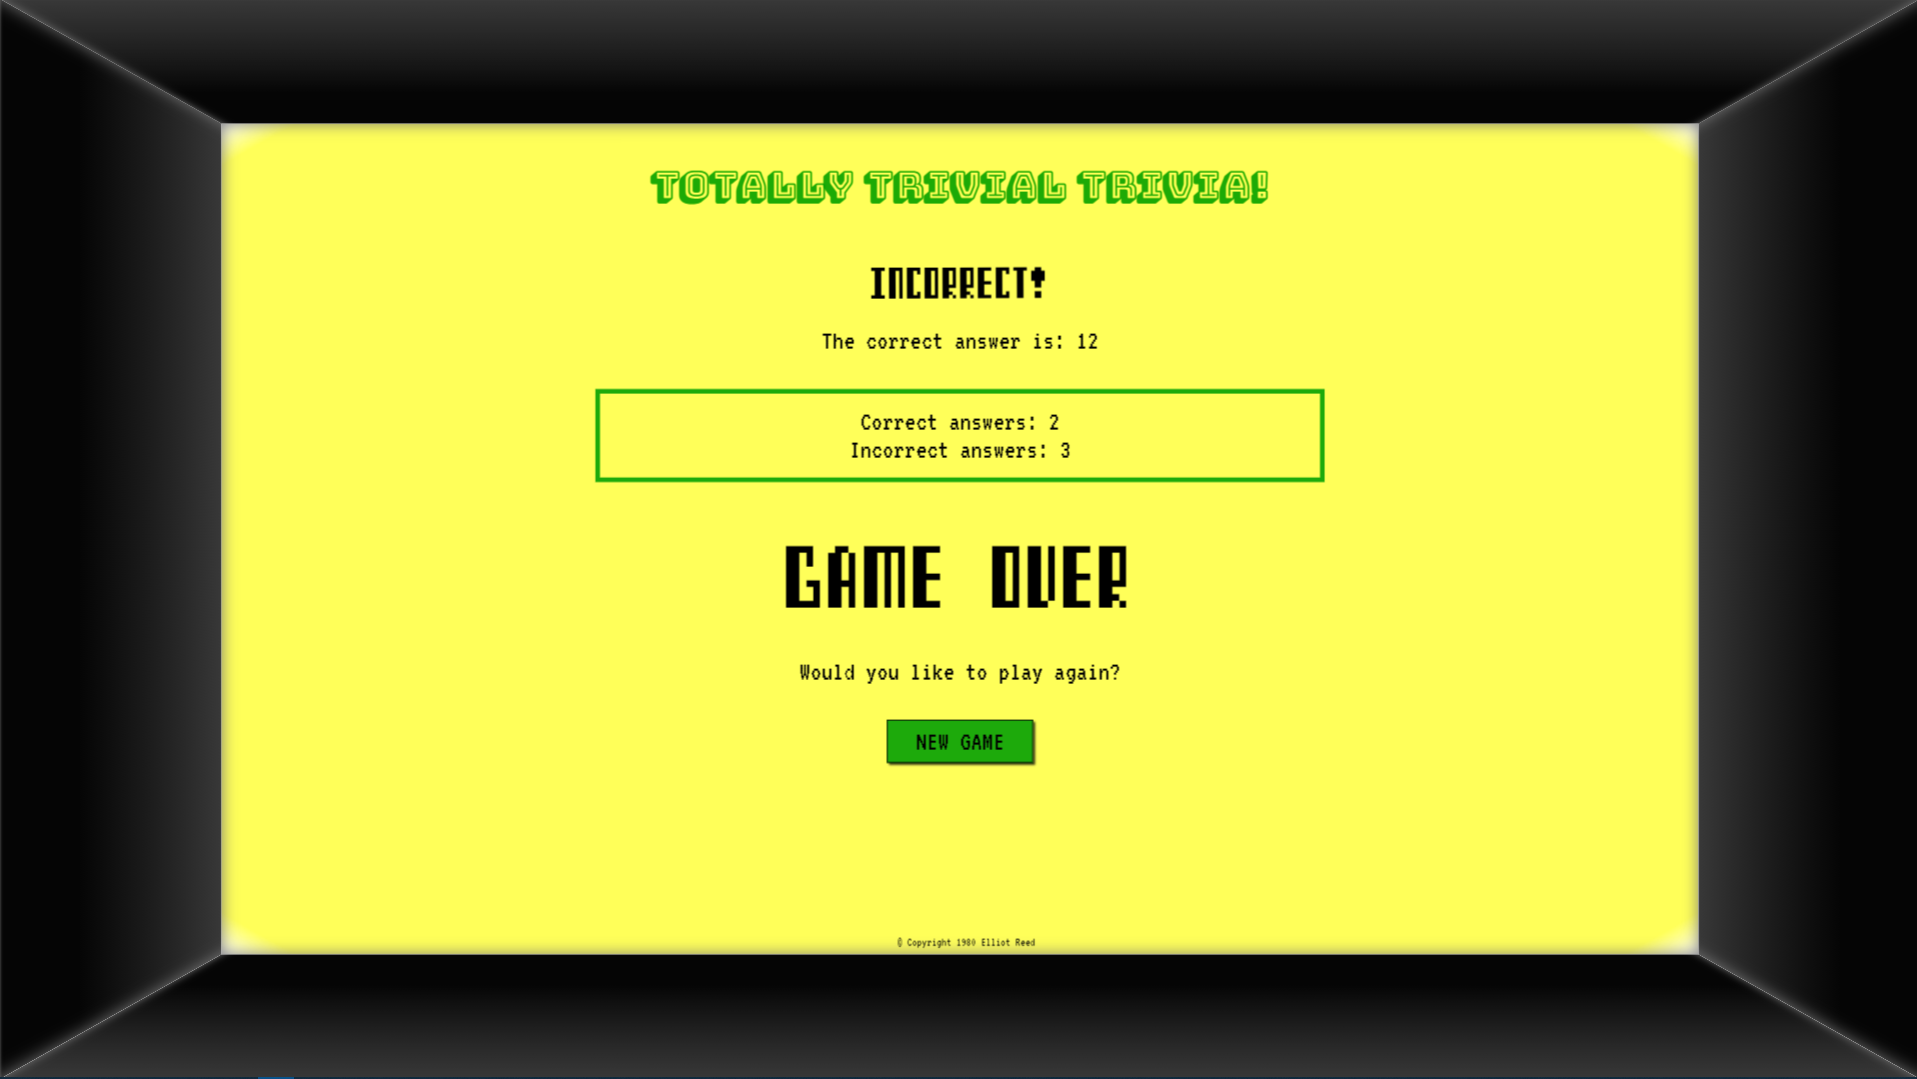 TOTALLY TRIVIAL TRIVIA!
INCORRECT!
The correct answer is: 12
Correct answers: 2
Incorrect answers: 3
GAME OVER
Would you like to play again?
NEW GAME
© Copyright 1980 Elliot Reed